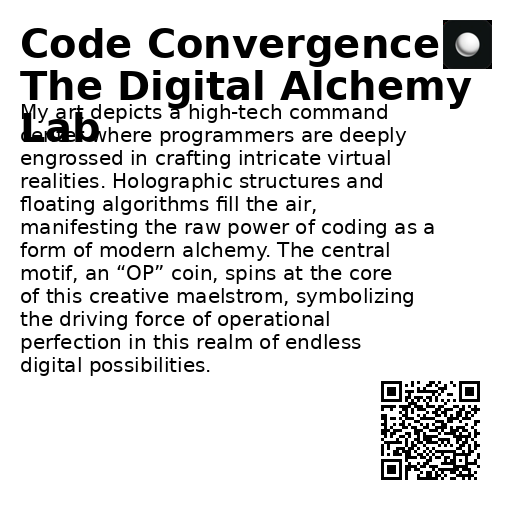 Code Convergence
The Digital Alchemy
Lab
My art depicts a high-tech command
center where programmers are deeply
engrossed in crafting intricate virtual
realities. Holographic structures and
floating algorithms fill the air,
manifesting the raw power of coding as a
form of modern alchemy. The central
motif, an “OP” coin, spins at the core
of this creative maelstrom, symbolizing
the driving force of operational
perfection in this realm of endless
digital possibilities.